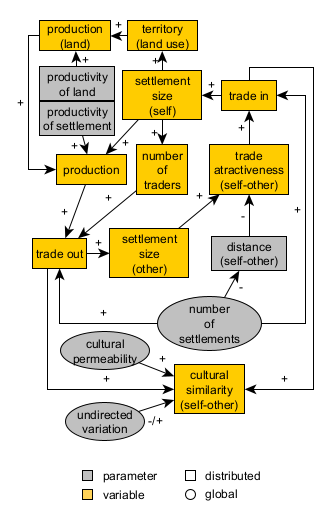 production
(land)
+
territory
(land use)
+
+
+
productivity
of land
productivity
of settlement
settlement
size
(self)
+
trade in
+
+
+
+
production
number
of
traders
trade
atractiveness
(self-other)
+
+
+
-
+
trade out
+
settlement
size
(other)
distance
(self-other)
-
number
of
settlements
+
cultural
permeability
+
+
cultural
similarity
(self-other)
+
undirected
variation
-/+
parameter
distributed
variable
global